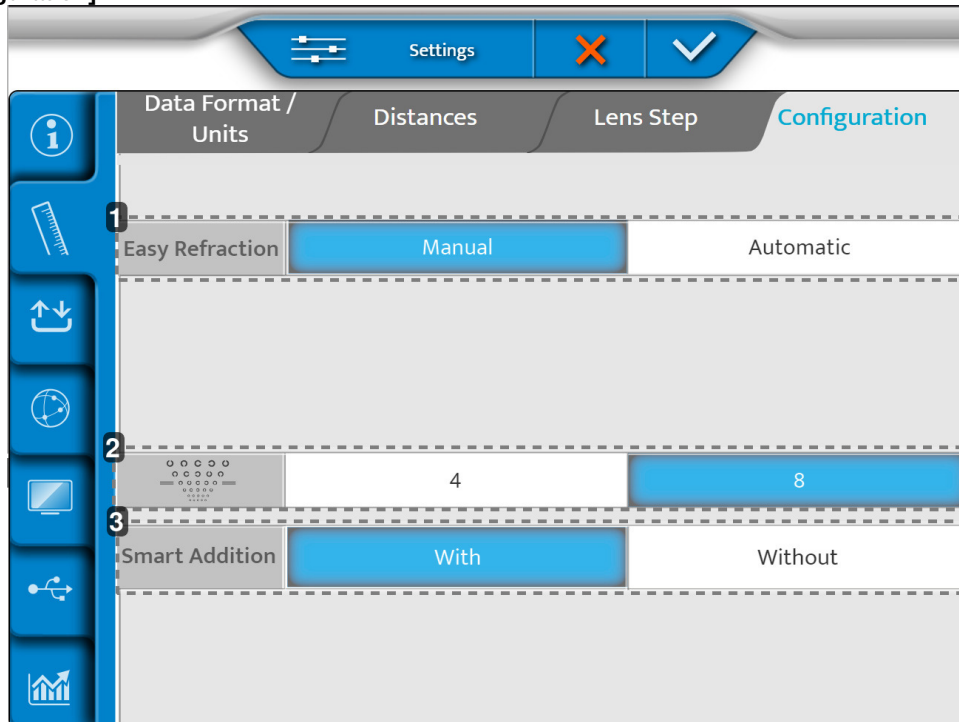 Settings
Data Format /
Units
Distances
Lens Step
Configuration
1
Easy Refraction
Manual
Automatic
2
4
8
3
Smart Addition
With
Without